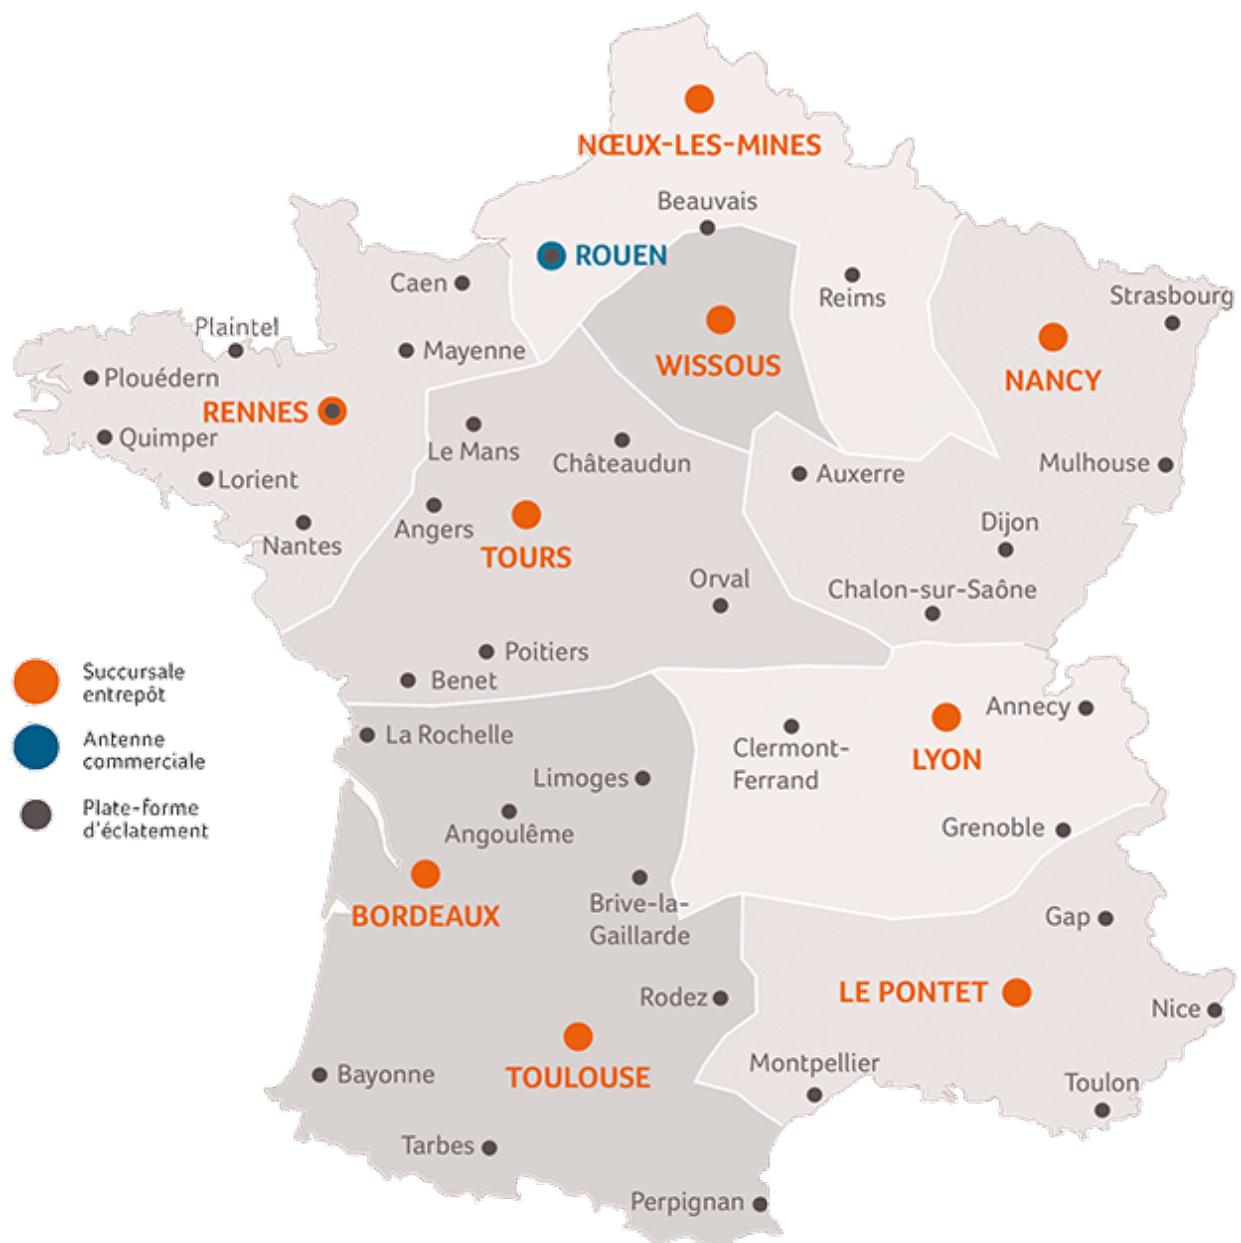 NŒUX-LES-MINES
Beauvais
ROUEN
Caen
Reims
Strasbourg
Plaintel
Mayenne
WISSOUS
NANCY
Plouédern
RENNES
Quimper
Le Mans
Châteaudun
Mulhouse
Auxerre
Lorient
Angers
Dijon
Nantes
TOURS
Orval
Chalon-sur-Saône
Poitiers
Benet
Succursale
entrepôt
Antenne
commerciale
Plate-forme
d'éclatement
La Rochelle
Annecy
Clermont-
Ferrand
LYON
Limoges
Angoulême
Grenoble
BORDEAUX
Brive-la-
Gaillarde
Gap
Rodez
LE PONTET
Nice
TOULOUSE
Bayonne
Montpellier
Toulon
Tarbes
Perpignan